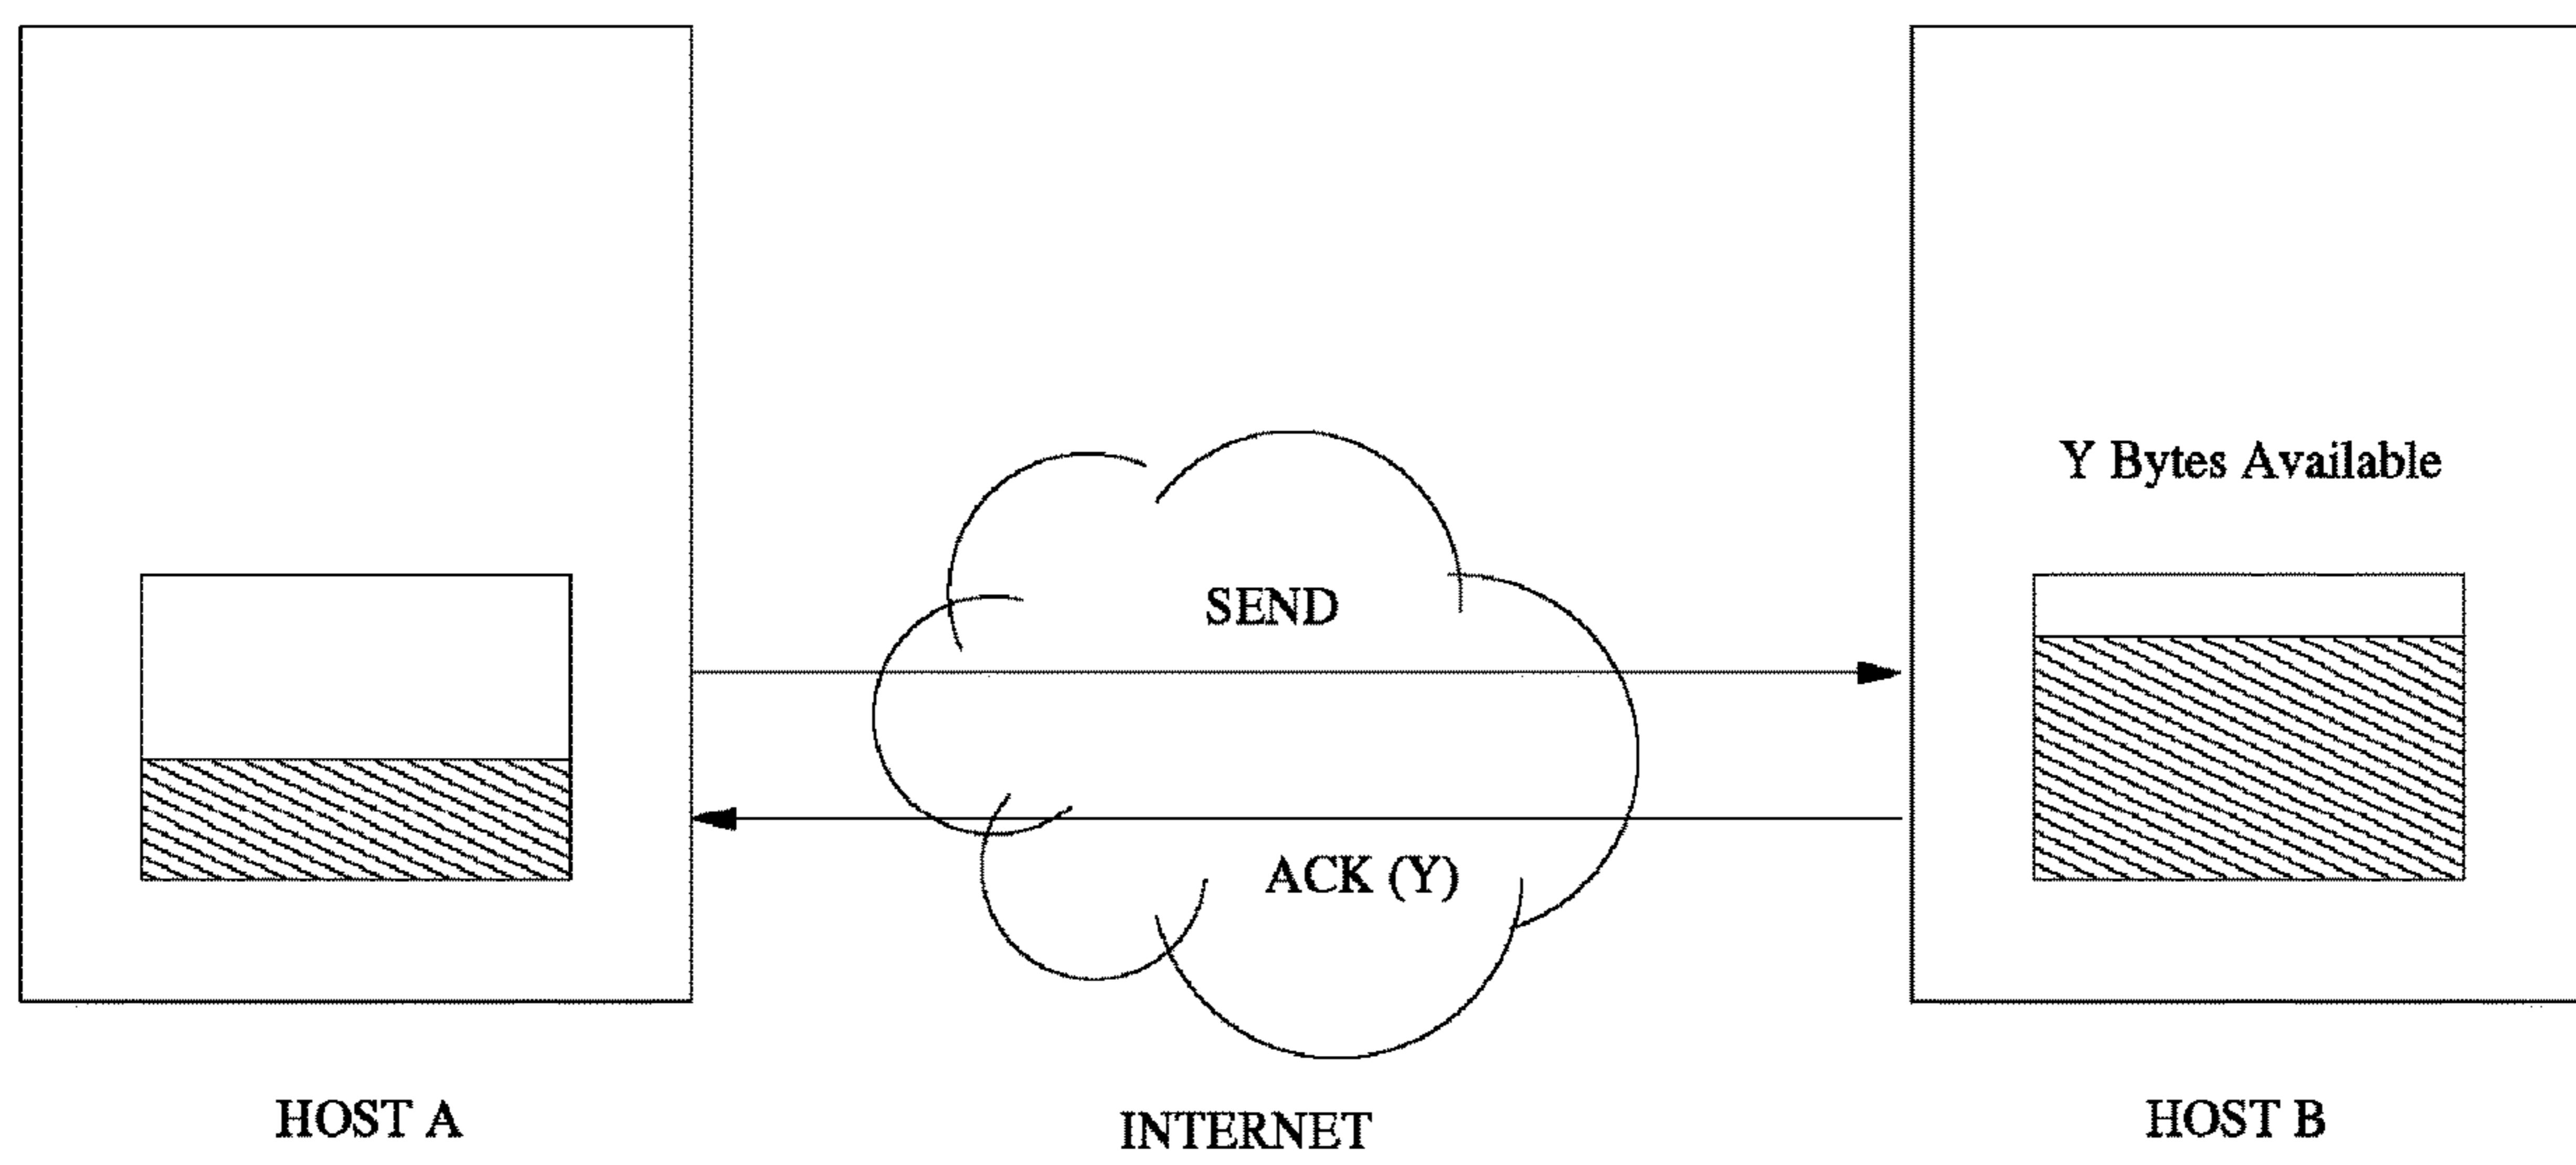 Y Bytes Available
SEND
ACK (Y)
HOST A
INTERNET
HOST B